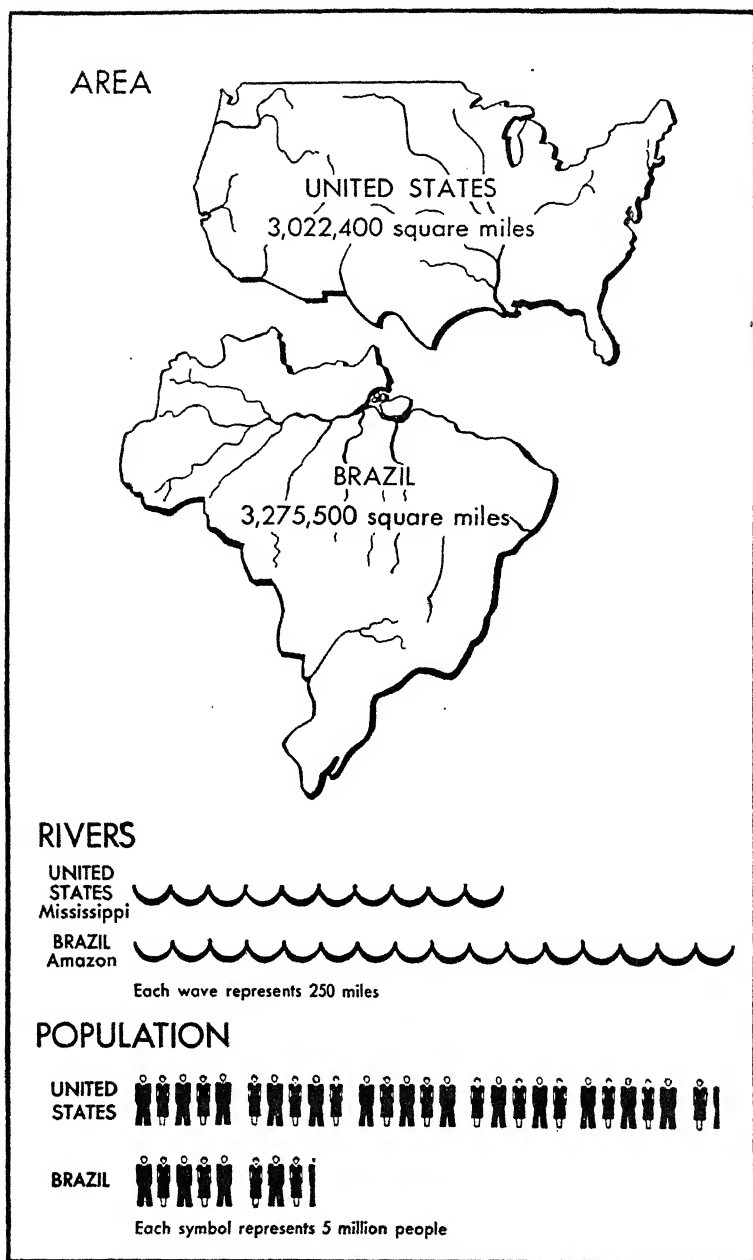 AREA
UNITED STATES
3,022,400 square miles
BRAZIL
3,275,500 square miles
RIVERS
UNITED
STATES
Mississippi
BRAZIL
Amazon
Each wave represents 250 miles
POPULATION
UNITED
STATES
BRAZIL
Each symbol represents 5 million people